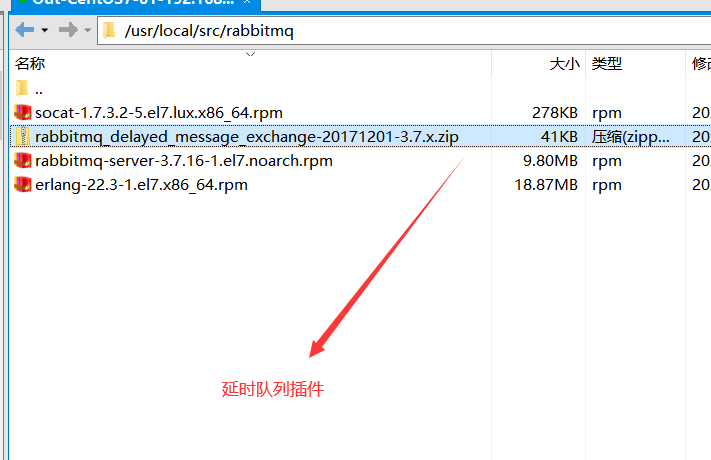 Out-CentOS7-01-192.168...
/usr/local/src/rabbitmq
名称 大小 类型
..
socat-1.7.3.2-5.el7.lux.x86_64.rpm 278KB rpm 20
rabbitmq_delayed_message_exchange-20171201-3.7.x.zip 41KB 压缩(zipp... 20
rabbitmq-server-3.7.16-1.el7.noarch.rpm 9.80MB rpm 20
erlang-22.3-1.el7.x86_64.rpm 18.87MB rpm 20
延时队列插件